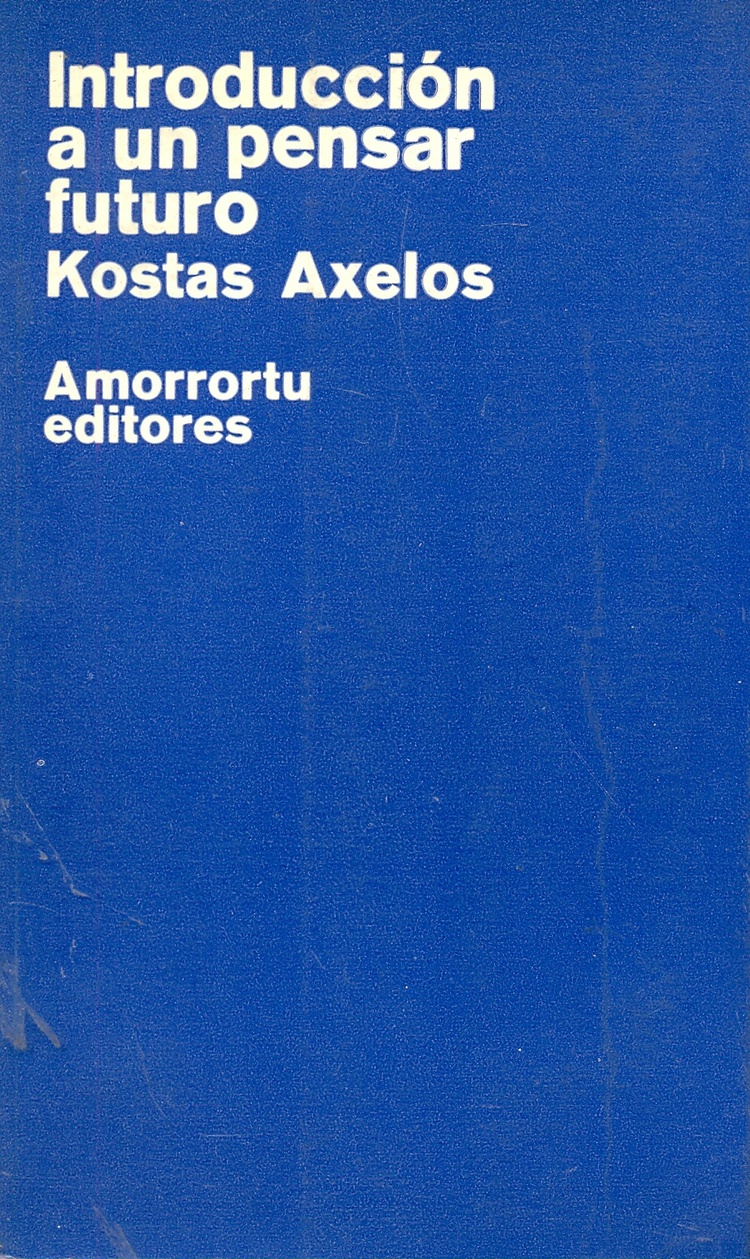 Introducción
a un pensar
futuro
Kostas Axelos
Amorrortu
editores